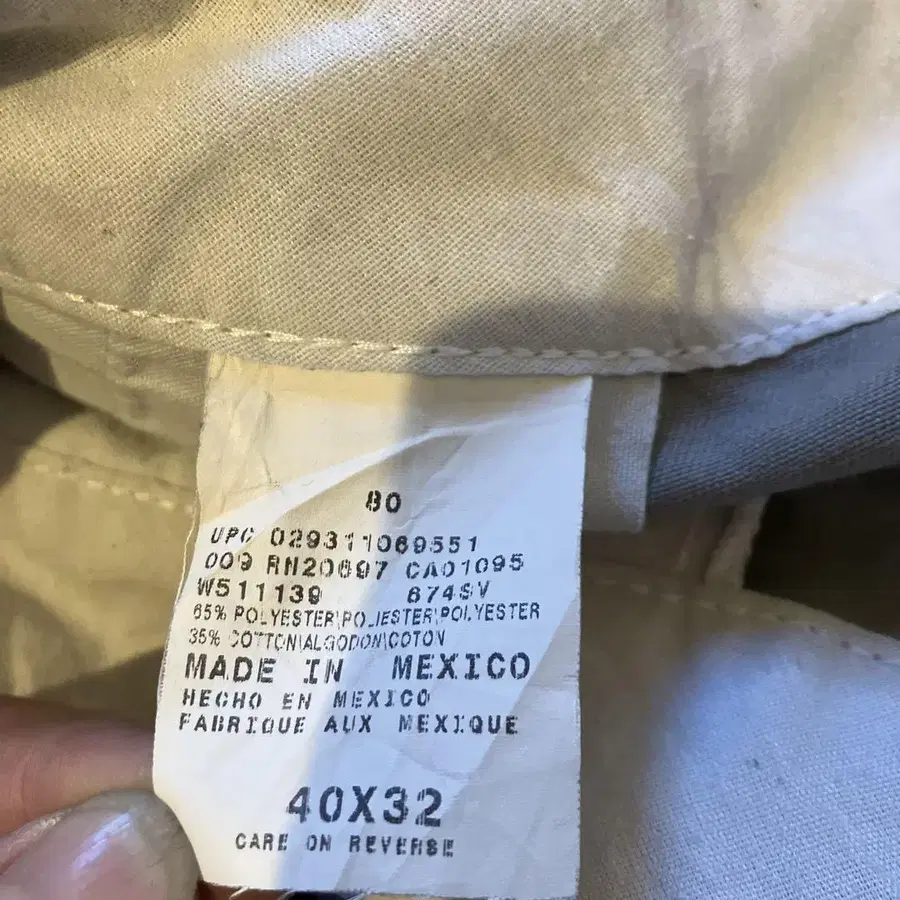 80
UPC 029311069551
009 RN20697 CA01095
W511139 874SV
65% POLYESTER\POLIESTER\POLYESTER
35% COTTON\ALGODON\COTON
MADE IN MEXICO
HECHO EN MEXICO
FABRIQUE AUX MEXIQUE
40X32
CARE ON REVERSE